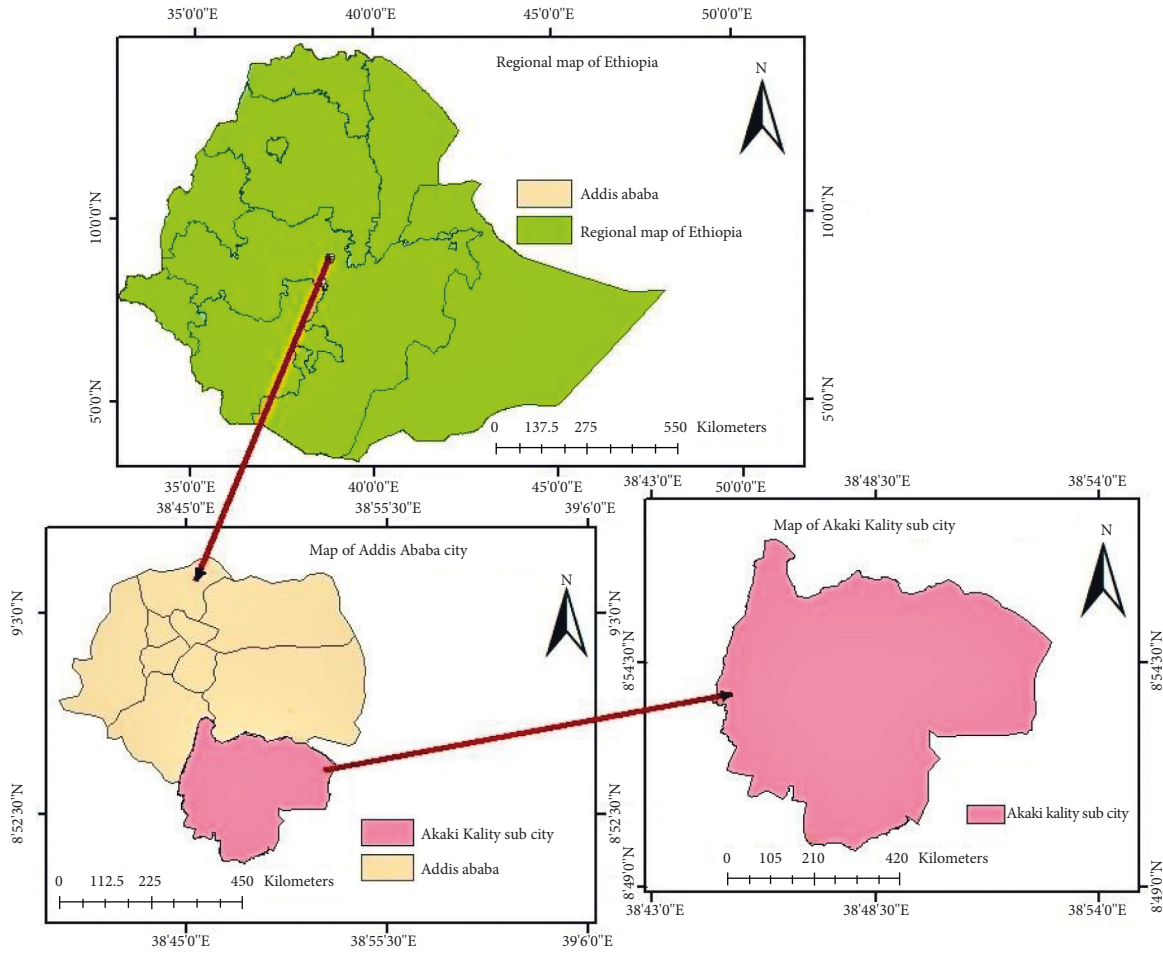 35'0'0"E 40'0'0"E 45'0'0"E 50'0'0"E
Regional map of Ethiopia
N
Addis ababa
Regional map of Ethiopia
10'0'0"N
10'0'0"N
5'0'0"N
5'0'0"N
0 137.5 275 550 Kilometers
35'0'0"E 40'0'0"E 45'0'0"E 50'0'0"E
38'45'0"E 38'55'30"E 39'6'0"E
Map of Addis Ababa city
N
9'3'0"N
9'3'0"N
8'52'30"N
8'52'30"N
Akaki Kality sub city
Addis ababa
0 112.5 225 450 Kilometers
38'45'0"E 38'55'30"E 39'6'0"E
38'43'0"E 38'48'30"E 38'54'0"E
Map of Akaki Kality sub city
N
8'54'30"N
8'54'30"N
Akaki kality sub city
0 105 210 420 Kilometers
8'49'0"N
8'49'0"N
38'43'0"E 38'48'30"E 38'54'0"E